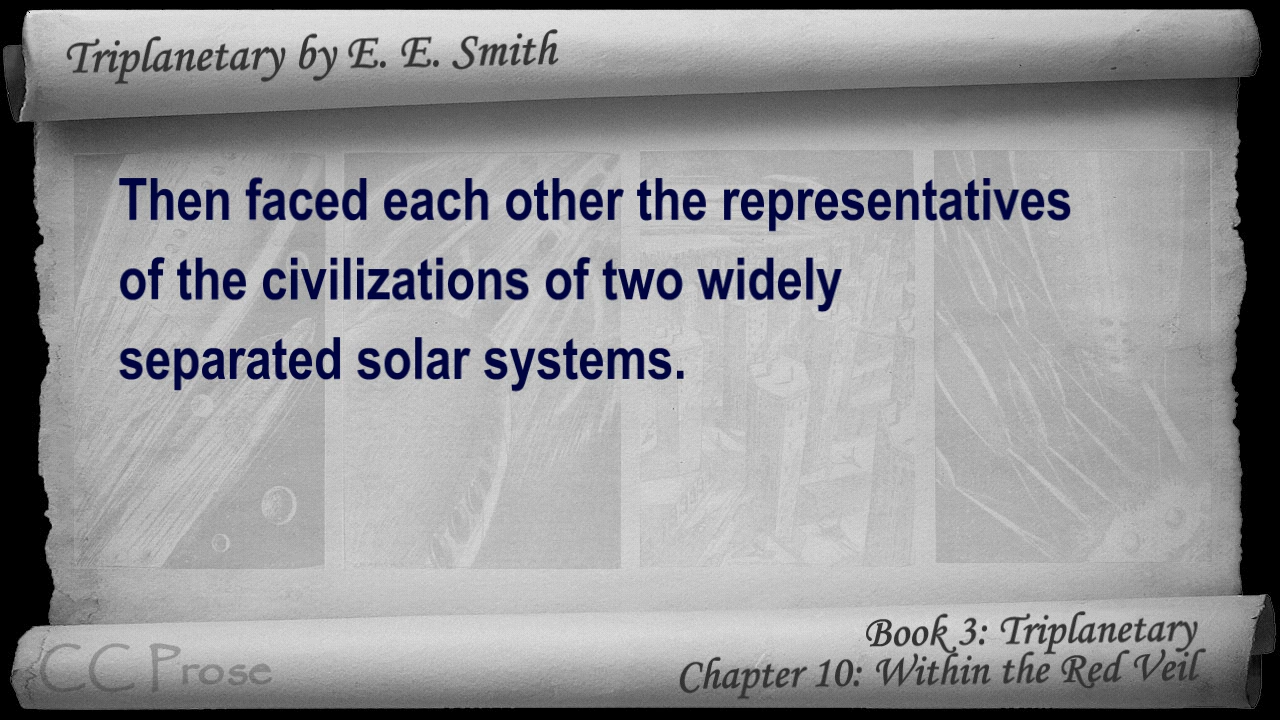 Triplanetary by E. E. Smith
Then faced each other the representatives
of the civilizations of two widely
separated solar systems.
Book 3: Triplanetary
Chapter 10: Within the Red Veil
CC Prose